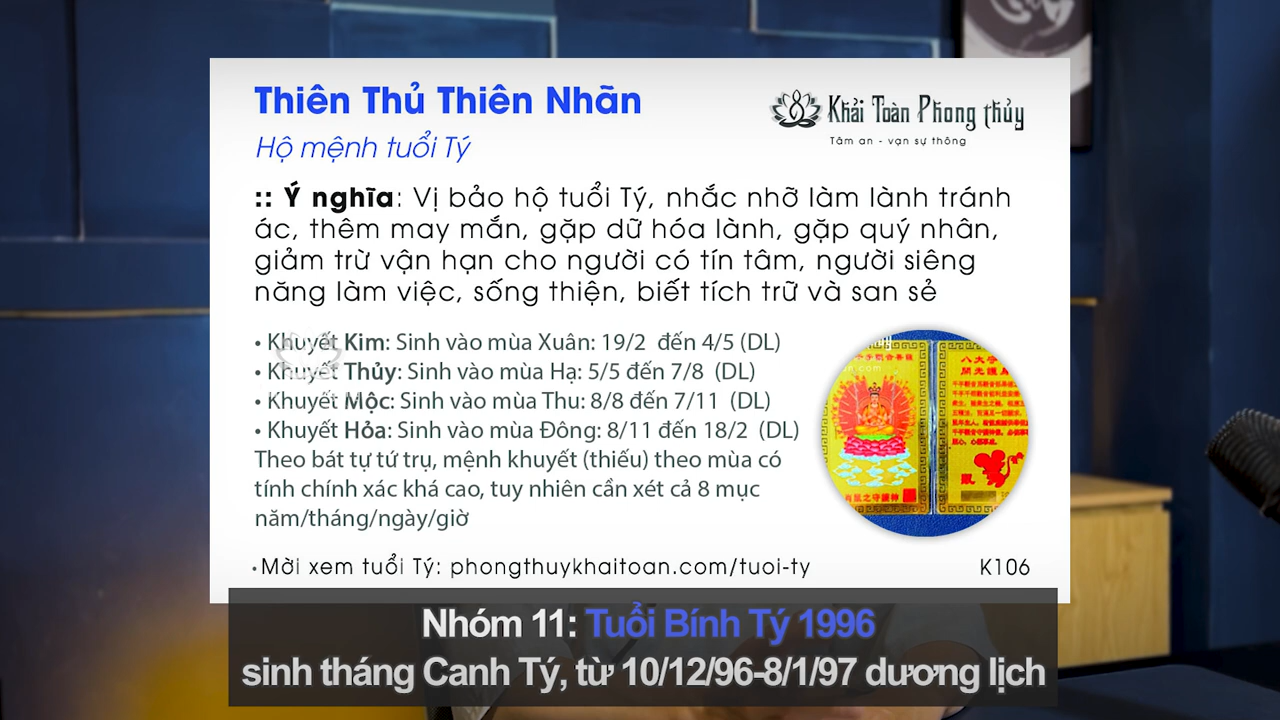 Thiên Thủ Thiên Nhãn
Khải Toàn Phong thủy
Tâm an - vạn sự thông
Hộ mệnh tuổi Tý
:: Ý nghĩa: Vị bảo hộ tuổi Tý, nhắc nhỡ làm lành tránh
ác, thêm may mắn, gặp dữ hóa lành, gặp quý nhân,
giảm trừ vận hạn cho người có tín tâm, người siêng
năng làm việc, sống thiện, biết tích trữ và san sẻ
• Khuyết Kim: Sinh vào mùa Xuân: 19/2 đến 4/5 (DL)
• Khuyết Thủy: Sinh vào mùa Hạ: 5/5 đến 7/8 (DL)
• Khuyết Mộc: Sinh vào mùa Thu: 8/8 đến 7/11 (DL)
• Khuyết Hỏa: Sinh vào mùa Đông: 8/11 đến 18/2 (DL)
Theo bát tự tứ trụ, mệnh khuyết (thiếu) theo mùa có
tính chính xác khá cao, tuy nhiên cần xét cả 8 mục
năm/tháng/ngày/giờ
•Mời xem tuổi Tý: phongthuykhaitoan.com/tuoi-ty
K106
Nhóm 11: Tuổi Bính Tý 1996
sinh tháng Canh Tý, từ 10/12/96-8/1/97 dương lịch